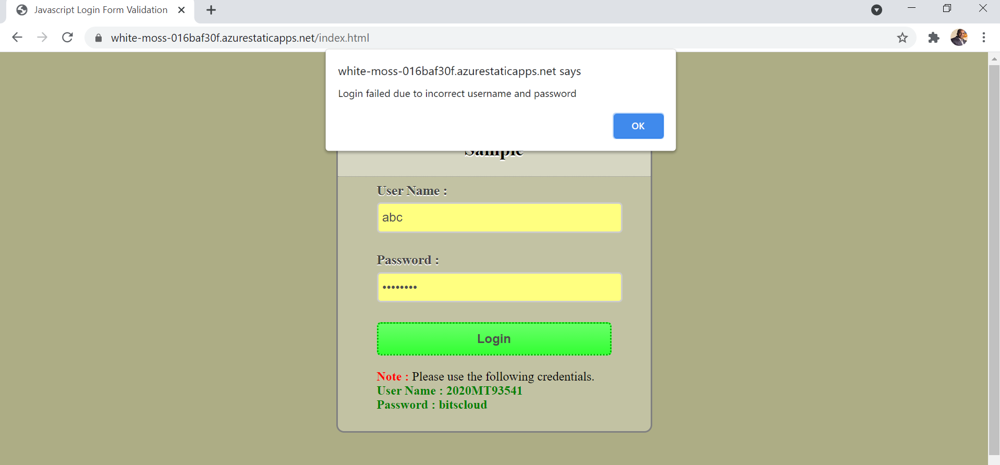 Javascript Login Form Validation
white-moss-016baf30f.azurestaticapps.net/index.html
white-moss-016baf30f.azurestaticapps.net says
Login failed due to incorrect username and password
OK
Sample
User Name :
abc
Password :
••••••••
Login
Note : Please use the following credentials.
User Name : 2020MT93541
Password : bitscloud